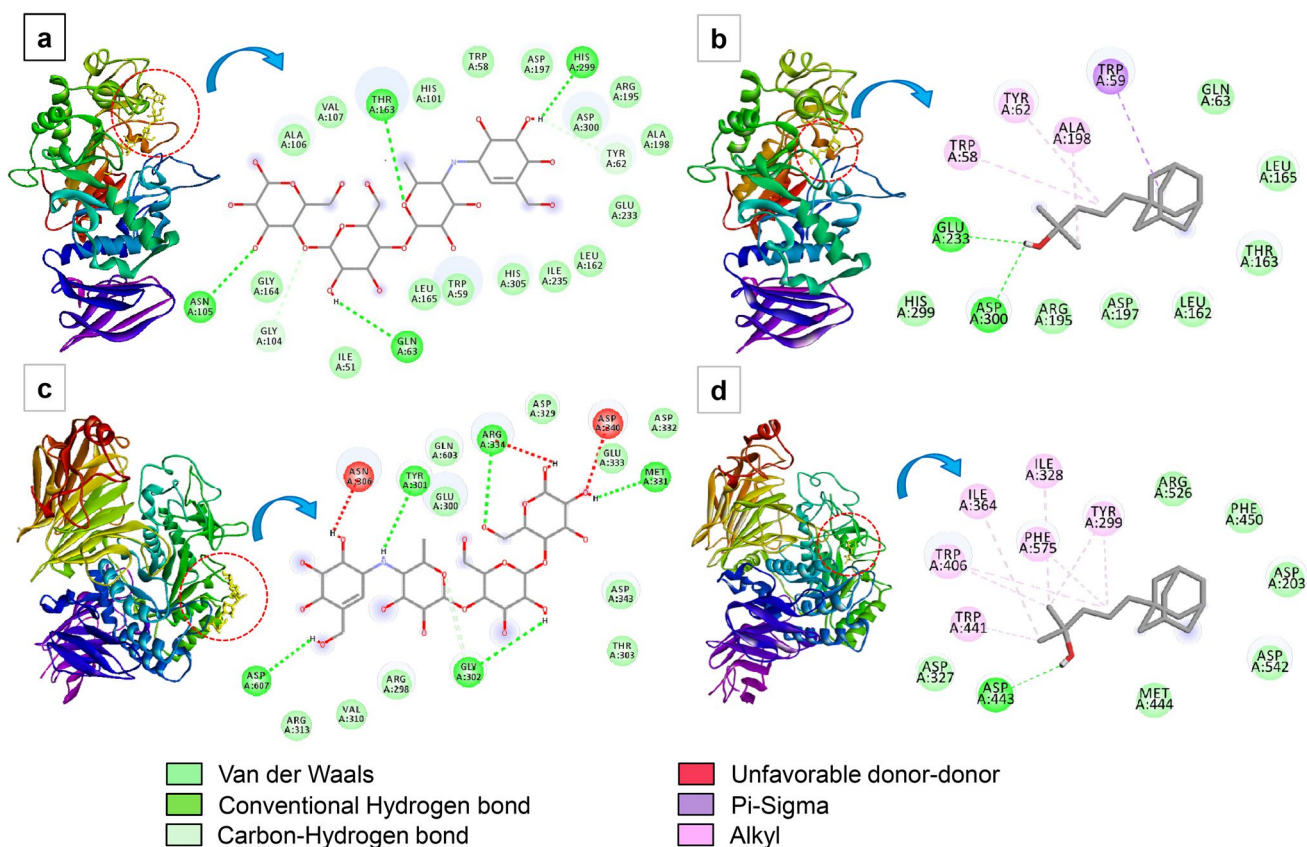 a
TRP
A:58
ASP
A:197
HIS
A:299
HIS
A:101
THR
A:163
VAL
A:107
ALA
A:106
ARG
A:195
ASP
A:300
ALA
A:198
TYR
A:62
GLU
A:233
LEU
A:162
ILE
A:235
HIS
A:305
TRP
A:59
LEU
A:165
GLY
A:164
ASN
A:105
GLY
A:104
ILE
A:51
GLN
A:63
H
H
O
O
O
N
b
TRP
A:59
TYR
A:62
GLN
A:63
ALA
A:198
TRP
A:58
LEU
A:165
GLU
A:233
THR
A:163
HIS
A:299
ASP
A:300
ARG
A:195
ASP
A:197
LEU
A:162
c
ASP
A:329
ARG
A:334
ASP
A:340
ASP
A:332
GLN
A:603
GLU
A:333
ASN
A:306
TYR
A:301
MET
A:331
GLU
A:300
ASP
A:343
THR
A:303
ASP
A:607
ARG
A:298
GLY
A:302
VAL
A:310
ARG
A:313
H
H
H
H
H
H
d
ILE
A:328
ILE
A:364
ARG
A:526
TYR
A:299
PHE
A:450
PHE
A:575
TRP
A:406
ASP
A:203
TRP
A:441
ASP
A:327
ASP
A:443
MET
A:444
ASP
A:542
Van der Waals
Conventional Hydrogen bond
Carbon-Hydrogen bond
Unfavorable donor-donor
Pi-Sigma
Alkyl